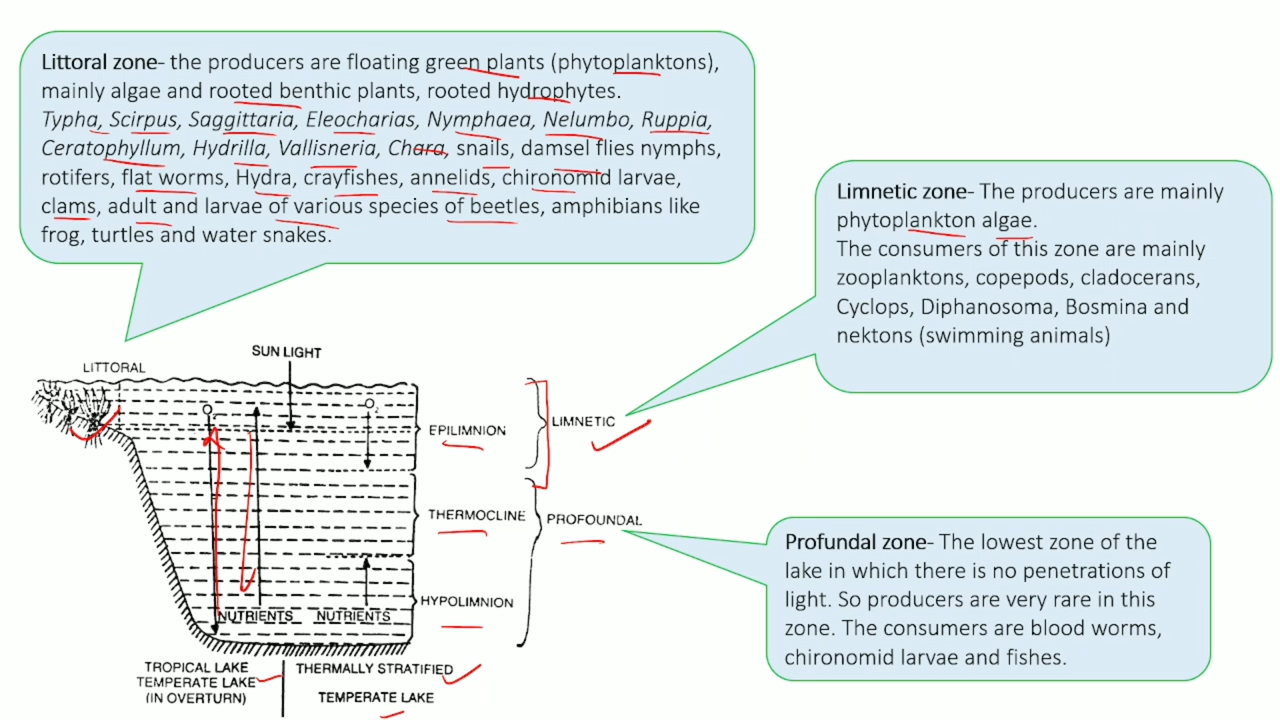 Littoral zone- the producers are floating green plants (phytoplanktons),
mainly algae and rooted benthic plants, rooted hydrophytes.
Typha, Scirpus, Saggittaria, Eleocharias, Nymphaea, Nelumbo, Ruppia,
Ceratophyllum, Hydrilla, Vallisneria, Chara, snails, damsel flies nymphs,
rotifers, flat worms, Hydra, crayfishes, annelids, chironomid larvae,
clams, adult and larvae of various species of beetles, amphibians like
frog, turtles and water snakes.
Limnetic zone- The producers are mainly
phytoplankton algae.
The consumers of this zone are mainly
zooplanktons, copepods, cladocerans,
Cyclops, Diphanosoma, Bosmina and
nektons (swimming animals)
SUN LIGHT
LITTORAL
O2
O2
EPILIMNION
LIMNETIC
THERMOCLINE
PROFOUNDAL
HYPOLIMNION
NUTRIENTS
NUTRIENTS
Profundal zone- The lowest zone of the
lake in which there is no penetrations of
light. So producers are very rare in this
zone. The consumers are blood worms,
chironomid larvae and fishes.
TROPICAL LAKE
TEMPERATE LAKE
(IN OVERTURN)
THERMALLY STRATIFIED
TEMPERATE LAKE